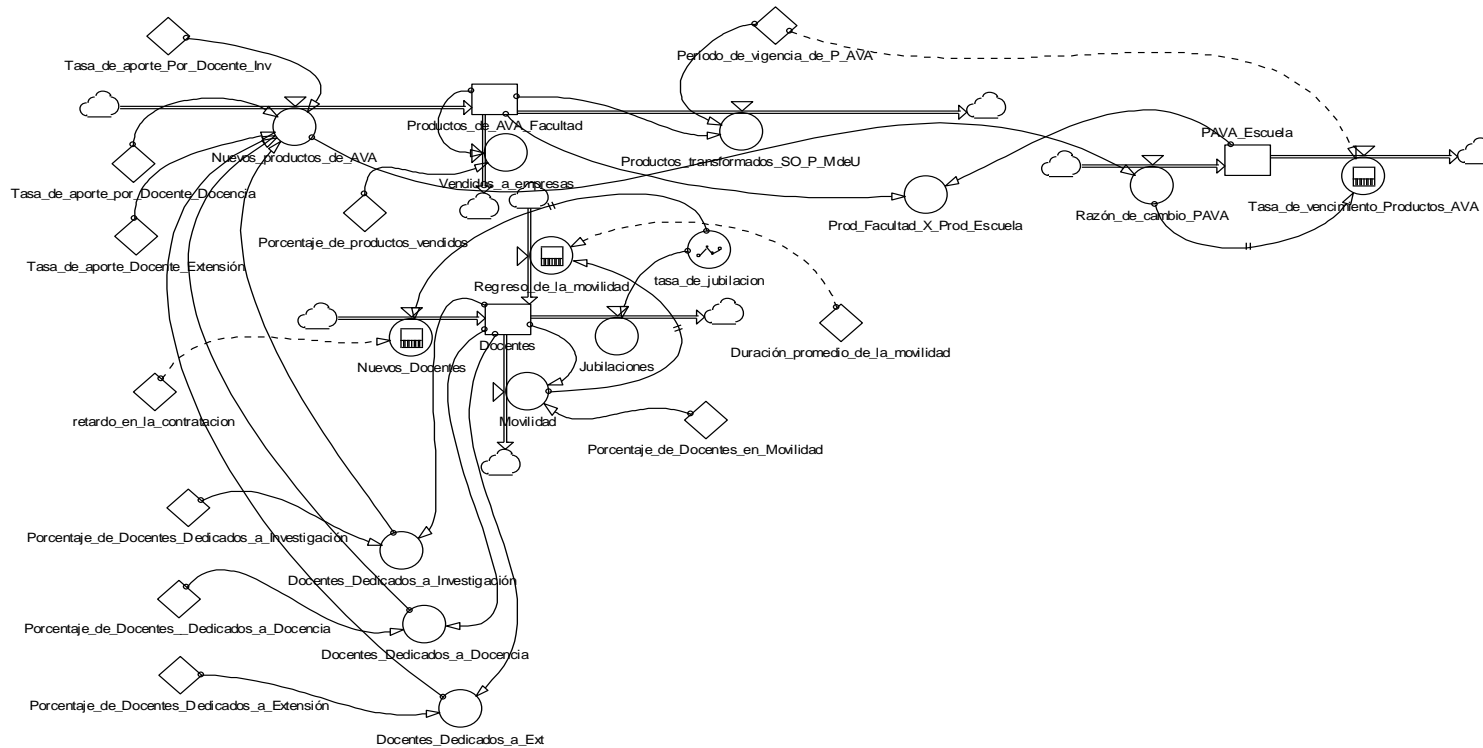 Tasa_de_aporte_Por_Docente_Inv
Periodo_de_vigencia_de_P_AVA
Productos_de_AVA_Facultad
PAVA_Escuela
Nuevos_productos_de_AVA
Productos_transformados_SO_P_MdeU
Vendidos_a_empresas
Tasa_de_aporte_por_Docente_Docencia
Tasa_de_vencimiento_Productos_AVA
Razón_de_cambio_PAVA
Prod_Facultad_X_Prod_Escuela
Porcentaje_de_productos_vendidos
Tasa_de_aporte_Docente_Extensión
Regreso_de_la_movilidad
tasa_de_jubilacion
Docentes
Duración_promedio_de_la_movilidad
Nuevos_Docentes
Jubilaciones
retardo_en_la_contratacion
Movilidad
Porcentaje_de_Docentes_en_Movilidad
Porcentaje_de_Docentes_Dedicados_a_Investigación
Docentes_Dedicados_a_Investigación
Porcentaje_de_Docentes__Dedicados_a_Docencia
Docentes_Dedicados_a_Docencia
Porcentaje_de_Docentes_Dedicados_a_Extensión
Docentes_Dedicados_a_Ext